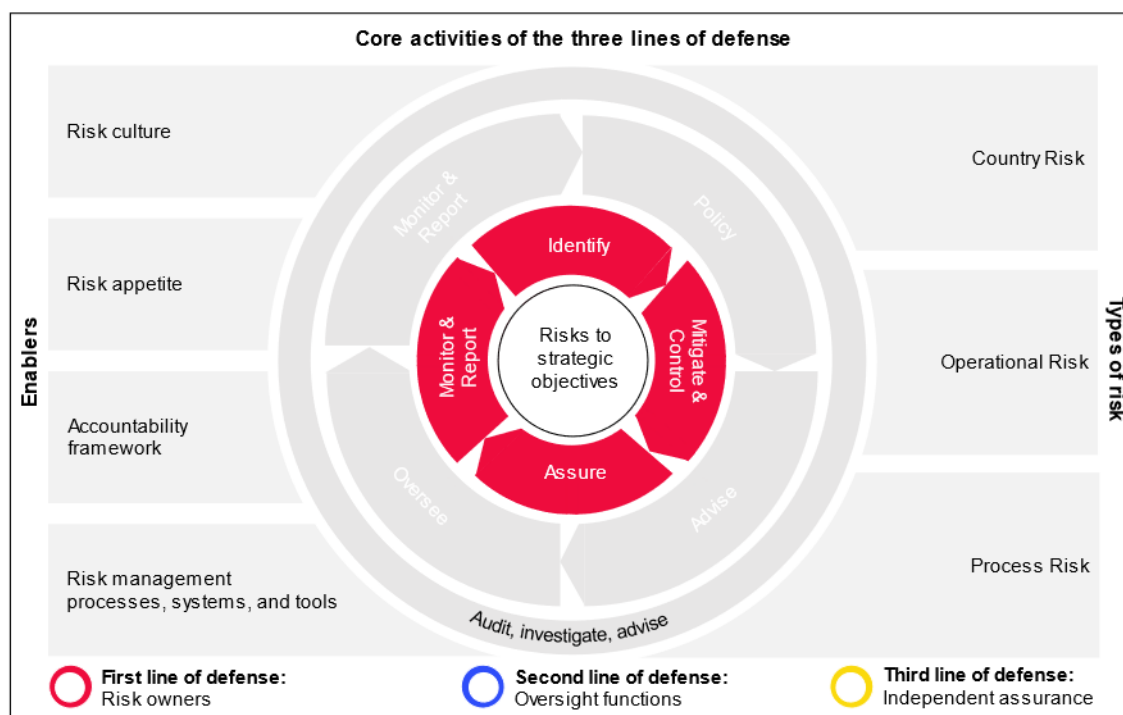 Core activities of the three lines of defense
Enablers
Risk culture
Risk appetite
Accountability
framework
Risk management
processes, systems, and tools
Monitor &
Report
Policy
Advise
Oversee
Identify
Mitigate &
Control
Assure
Monitor &
Report
Risks to
strategic
objectives
Audit, investigate, advise
Country Risk
Operational Risk
Process Risk
Types of risk
First line of defense:
Risk owners
Second line of defense:
Oversight functions
Third line of defense:
Independent assurance